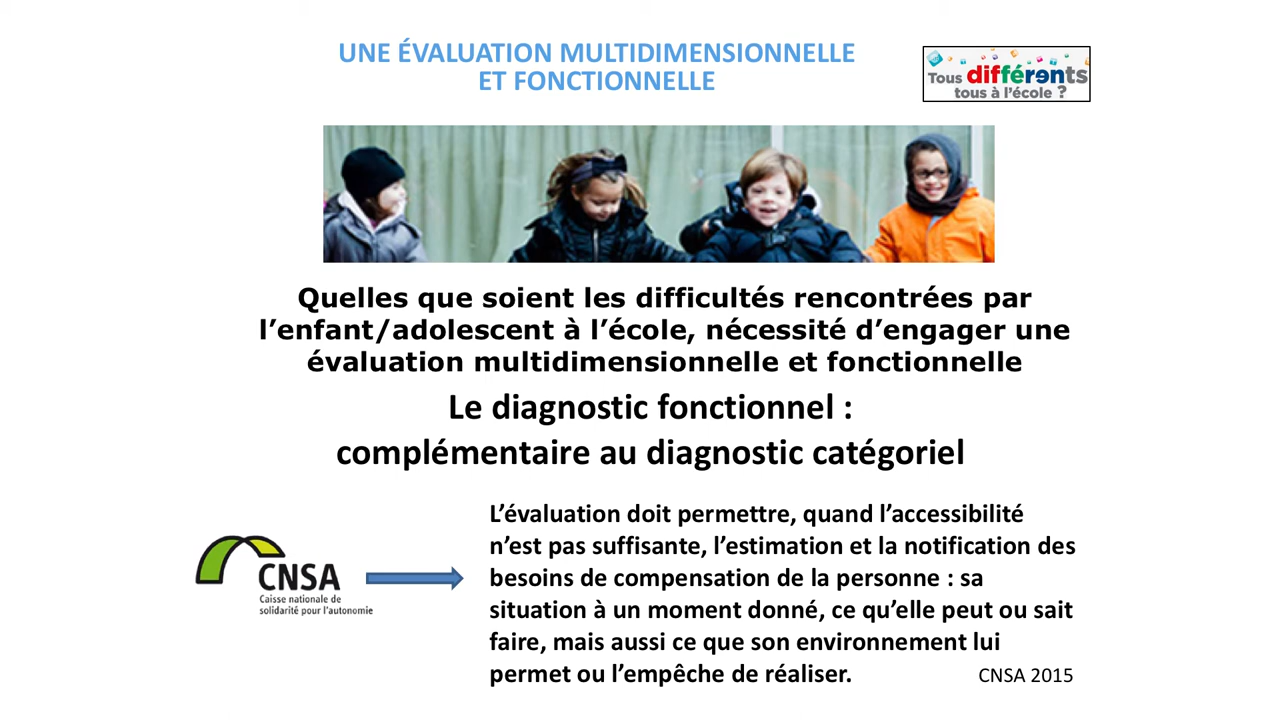 UNE ÉVALUATION MULTIDIMENSIONNELLE
ET FONCTIONNELLE
Tous différents
tous à l'école ?
Quelles que soient les difficultés rencontrées par
l’enfant/adolescent à l’école, nécessité d’engager une
évaluation multidimensionnelle et fonctionnelle
Le diagnostic fonctionnel :
complémentaire au diagnostic catégoriel
CNSA
Caisse nationale de
solidarité pour l'autonomie
L’évaluation doit permettre, quand l’accessibilité
n’est pas suffisante, l’estimation et la notification des
besoins de compensation de la personne : sa
situation à un moment donné, ce qu’elle peut ou sait
faire, mais aussi ce que son environnement lui
permet ou l’empêche de réaliser.
CNSA 2015